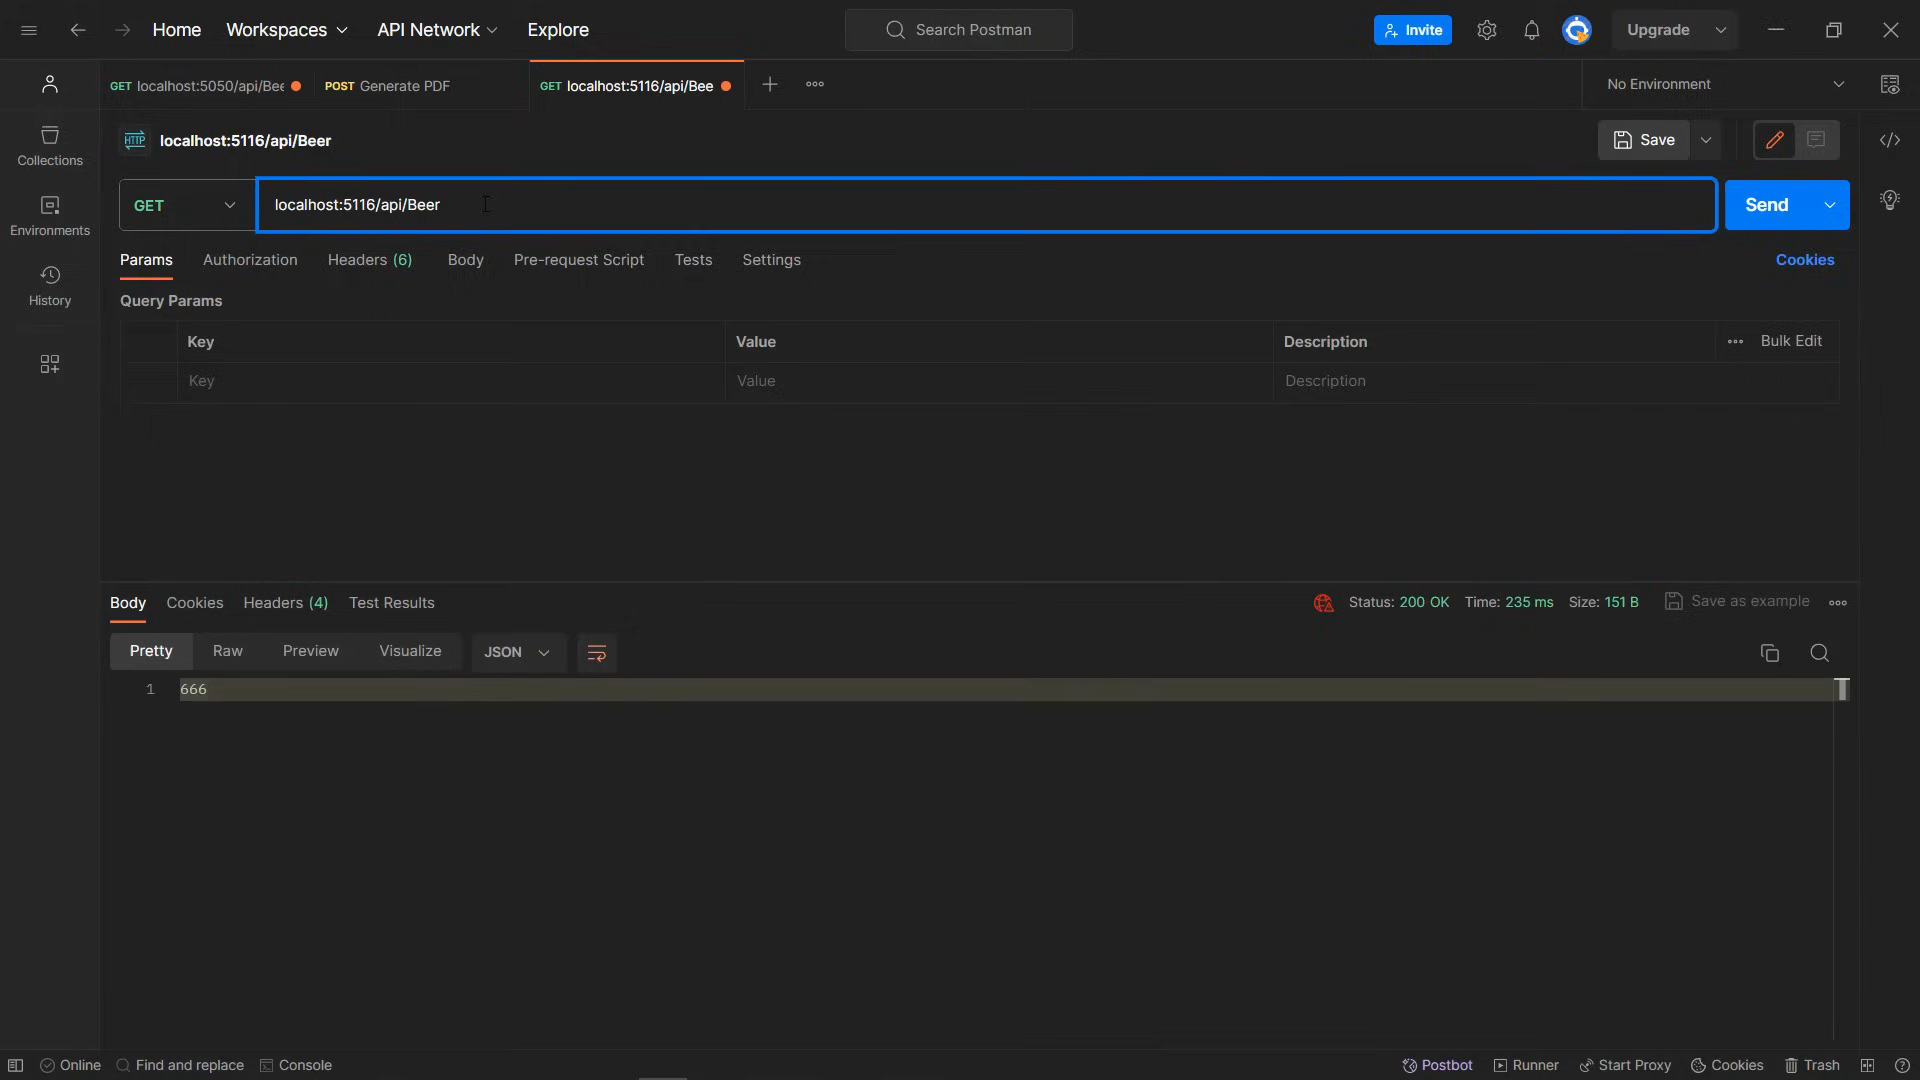 Home Workspaces API Network Explore Search Postman Invite Upgrade
GET localhost:5050/api/Bee POST Generate PDF GET localhost:5116/api/Bee No Environment
HTTP localhost:5116/api/Beer Save
Collections
GET localhost:5116/api/Beer Send
Environments
Params Authorization Headers (6) Body Pre-request Script Tests Settings Cookies
History
Query Params
Key Value Description Bulk Edit
Key Value Description
Body Cookies Headers (4) Test Results Status: 200 OK Time: 235 ms Size: 151 B Save as example
Pretty Raw Preview Visualize JSON
1 666
Online Find and replace Console Postbot Runner Start Proxy Cookies Trash